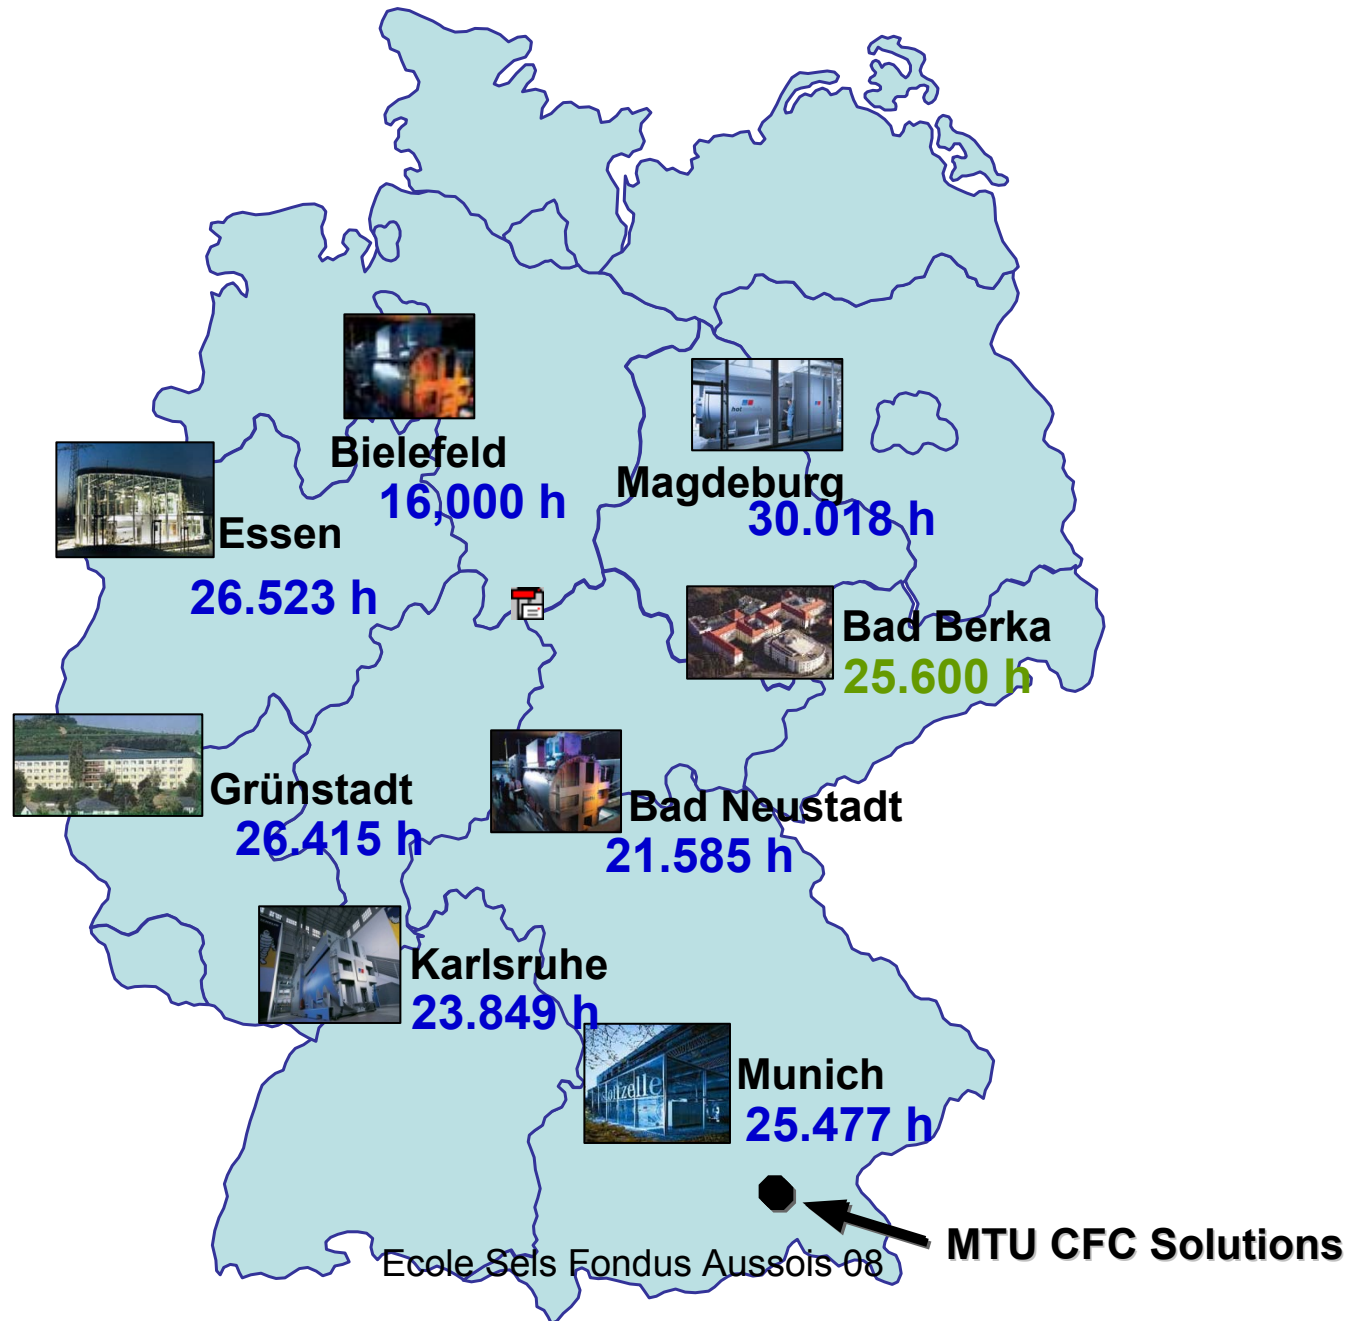 Bielefeld
16,000 h
Magdeburg
30.018 h
Essen
26.523 h
Bad Berka
25.600 h
Grünstadt
26.415 h
Bad Neustadt
21.585 h
Karlsruhe
23.849 h
Munich
25.477 h
MTU CFC Solutions
Ecole Sels Fondus Aussois 08